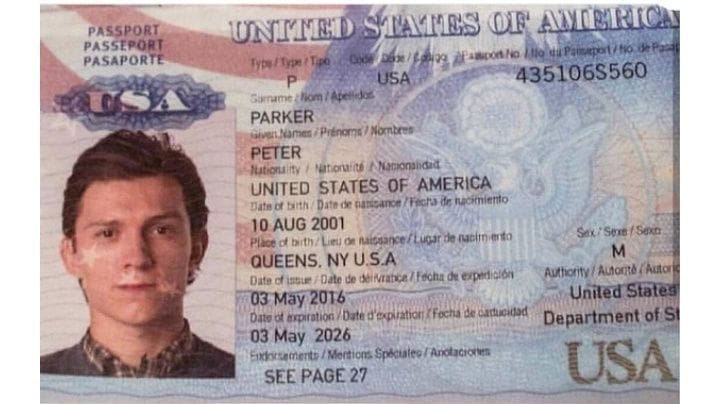 PASSPORT
PASSEPORT
PASAPORTE
USA
UNITED STATES OF AMERICA
Type / Type / Tipo Code / Code / Codigo Passport No. / No. du Passeport / No. de Pasap
P USA 435106S560
Surname / Nom / Apellidos
PARKER
Given Names / Prénoms / Nombres
PETER
Nationality / Nationalité / Nacionalidad
UNITED STATES OF AMERICA
Date of birth / Date de naissance / Fecha de nacimiento
10 AUG 2001
Place of birth / Lieu de naissance / Lugar de nacimiento Sex / Sexe / Sexo
QUEENS, NY U.S.A M
Date of issue / Date de délivrance / Fecha de expedición Authority / Autorité / Autorid
03 May 2016 United States
Date of expiration / Date d'expiration / Fecha de caducidad Department of St
03 May 2026
Endorsements / Mentions Spéciales / Anotaciones
SEE PAGE 27 USA